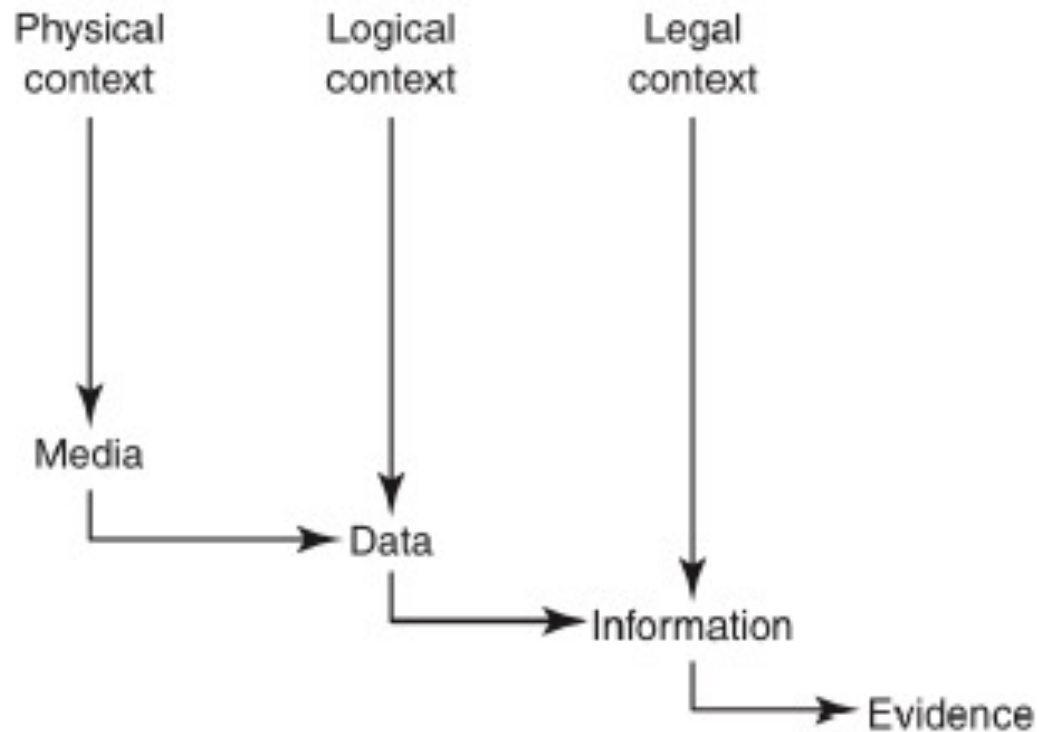 Physical
context
Logical
context
Legal
context
Media
Data
Information
Evidence